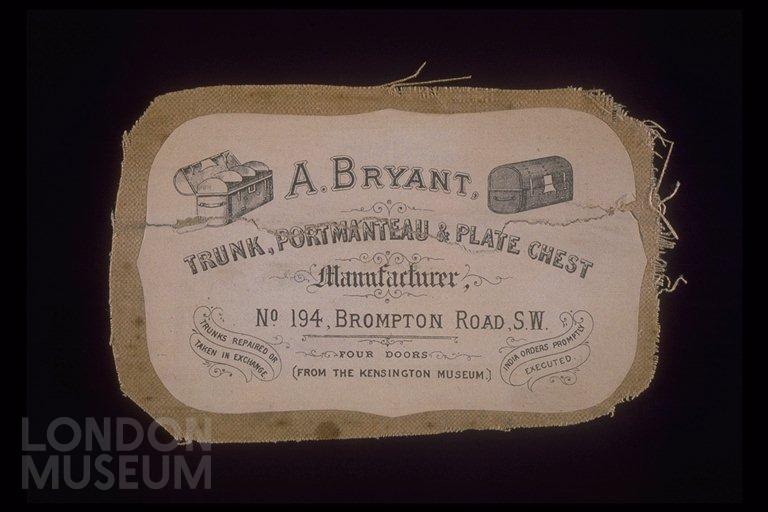 A. BRYANT,
TRUNK, PORTMANTEAU & PLATE CHEST
Manufacturer,
No 194, BROMPTON ROAD, S.W.
FOUR DOORS
(FROM THE KENSINGTON MUSEUM.)
TRUNKS REPAIRED OR
TAKEN IN EXCHANGE
INDIA ORDERS PROMPTLY
EXECUTED.
LONDON
MUSEUM